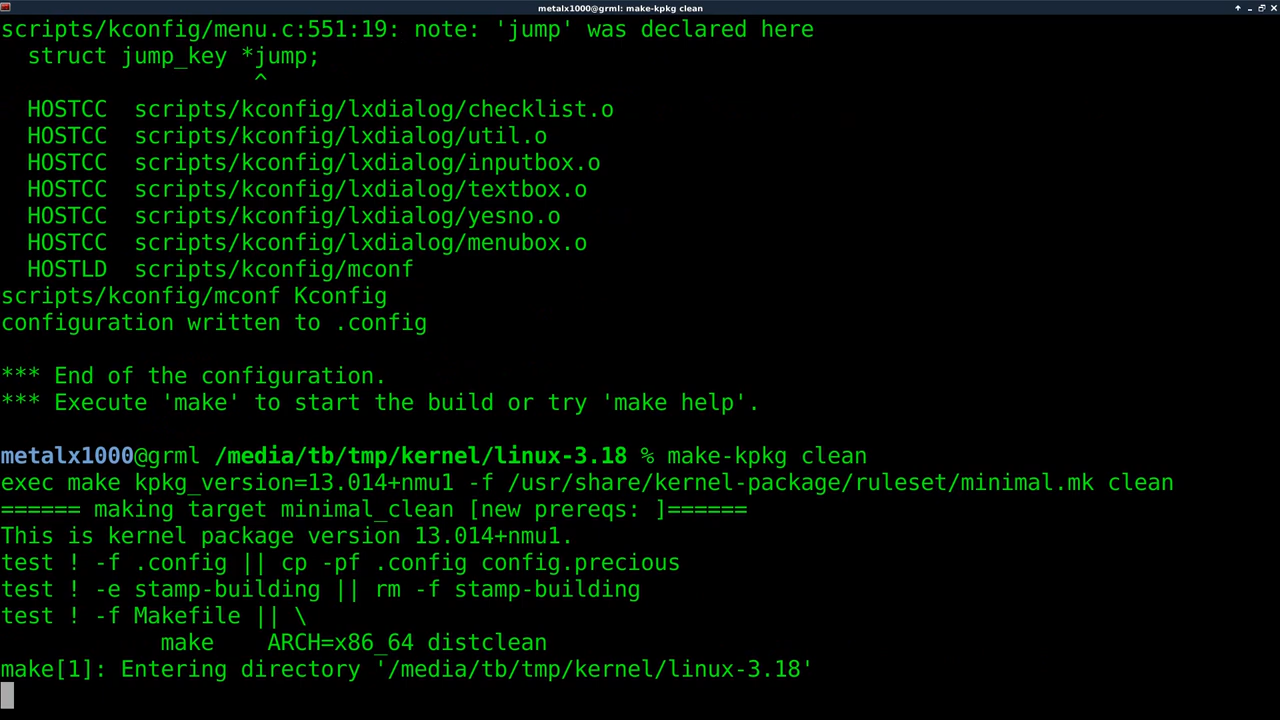 metalx1000@grml: make-kpkg clean
scripts/kconfig/menu.c:551:19: note: 'jump' was declared here
  struct jump_key *jump;
                   ^
  HOSTCC  scripts/kconfig/lxdialog/checklist.o
  HOSTCC  scripts/kconfig/lxdialog/util.o
  HOSTCC  scripts/kconfig/lxdialog/inputbox.o
  HOSTCC  scripts/kconfig/lxdialog/textbox.o
  HOSTCC  scripts/kconfig/lxdialog/yesno.o
  HOSTCC  scripts/kconfig/lxdialog/menubox.o
  HOSTLD  scripts/kconfig/mconf
scripts/kconfig/mconf Kconfig
configuration written to .config

*** End of the configuration.
*** Execute 'make' to start the build or try 'make help'.

metalx1000@grml /media/tb/tmp/kernel/linux-3.18 % make-kpkg clean
exec make kpkg_version=13.014+nmu1 -f /usr/share/kernel-package/ruleset/minimal.mk clean
====== making target minimal_clean [new prereqs: ]======
This is kernel package version 13.014+nmu1.
test ! -f .config || cp -pf .config config.precious
test ! -e stamp-building || rm -f stamp-building
test ! -f Makefile || \
            make    ARCH=x86_64 distclean
make[1]: Entering directory '/media/tb/tmp/kernel/linux-3.18'